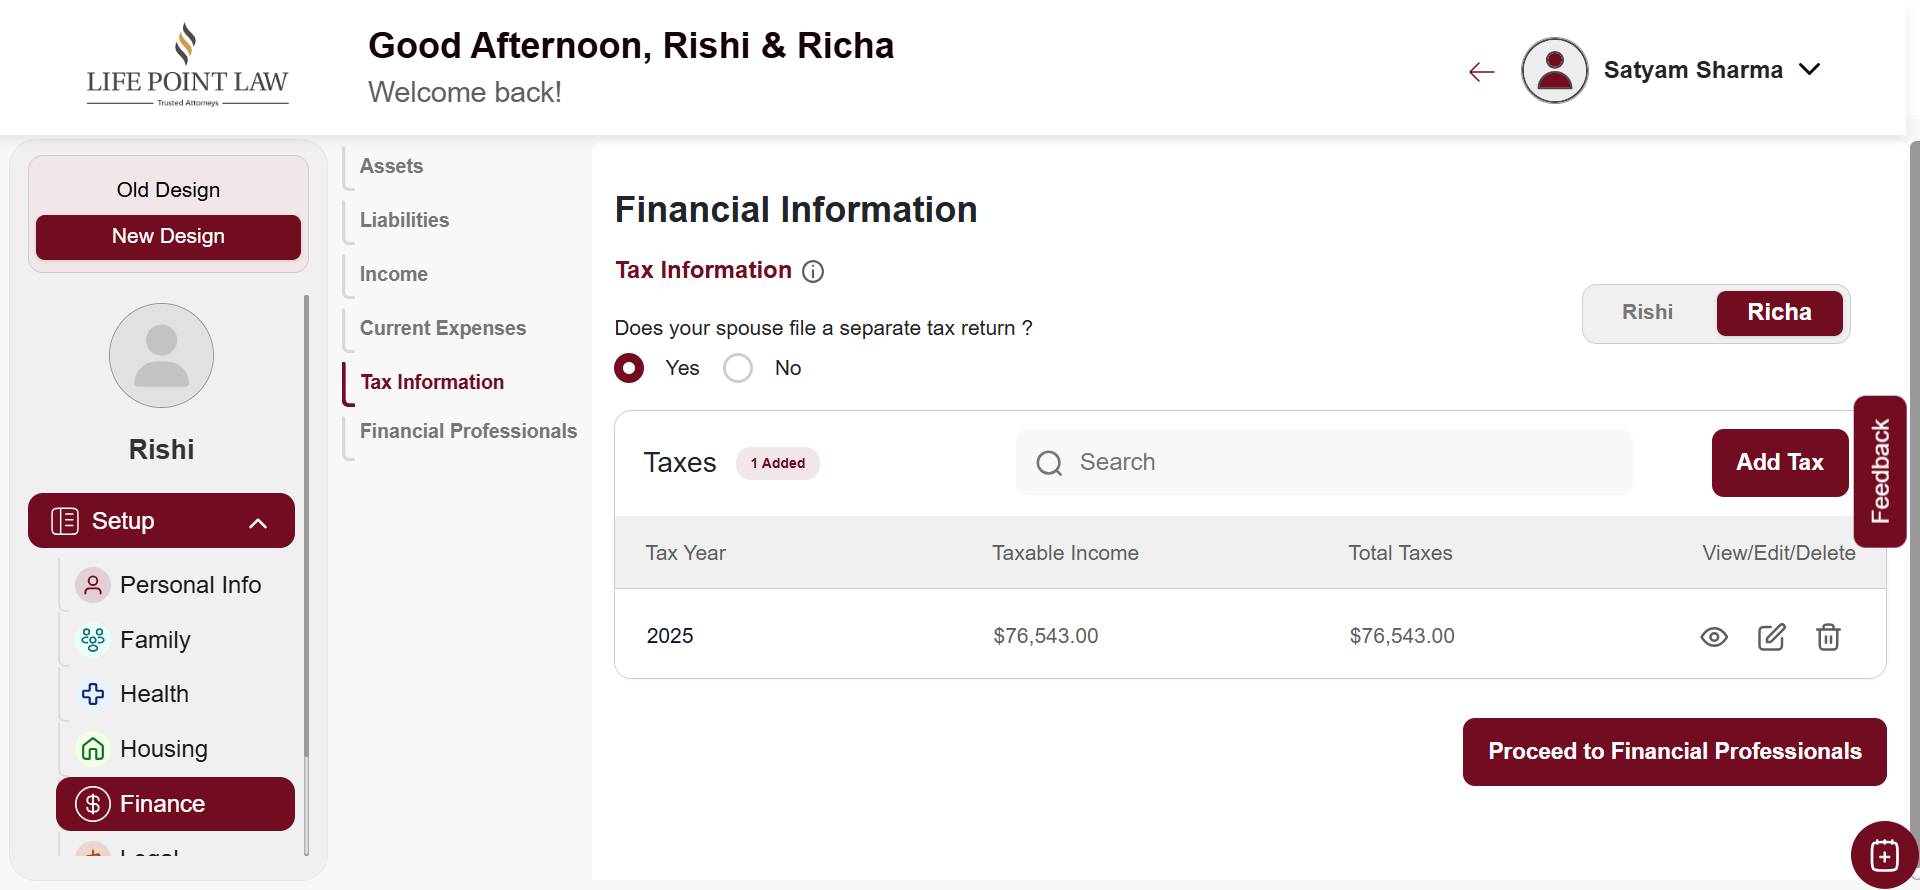 LIFE POINT LAW
Trusted Attorneys
Good Afternoon, Rishi & Richa
Welcome back!
Satyam Sharma
Old Design
New Design
Rishi
Setup
Personal Info
Family
Health
Housing
Finance
Legal
Assets
Liabilities
Income
Current Expenses
Tax Information
Financial Professionals
Financial Information
Tax Information
Rishi
Richa
Does your spouse file a separate tax return ?
Yes
No
Taxes
1 Added
Search
Add Tax
Feedback
Tax Year
Taxable Income
Total Taxes
View/Edit/Delete
2025
$76,543.00
$76,543.00
Proceed to Financial Professionals